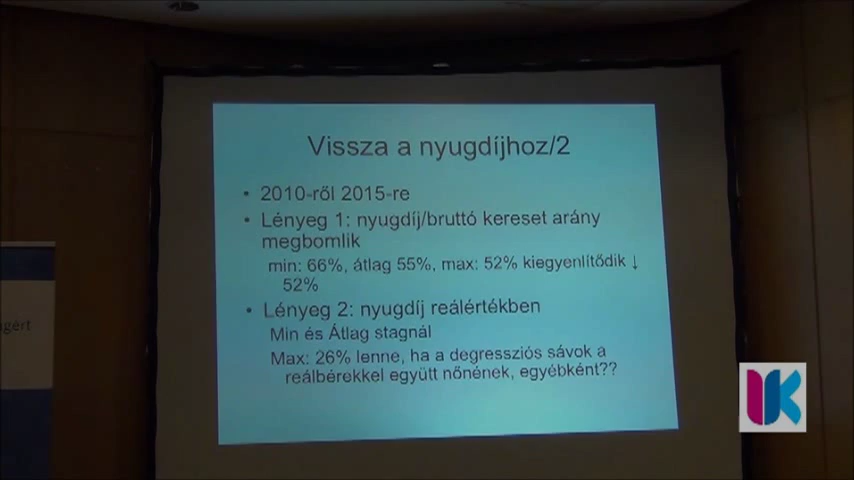 Vissza a nyugdíjhoz/2
• 2010-ről 2015-re
• Lényeg 1: nyugdíj/bruttó kereset arány
megbomlik
min: 66%, átlag 55%, max: 52% kiegyenlítődik ↓
52%
• Lényeg 2: nyugdíj reálértékben
Min és Átlag stagnál
Max: 26% lenne, ha a degressziós sávok a
reálbérekkel együtt nőnének, egyébként??